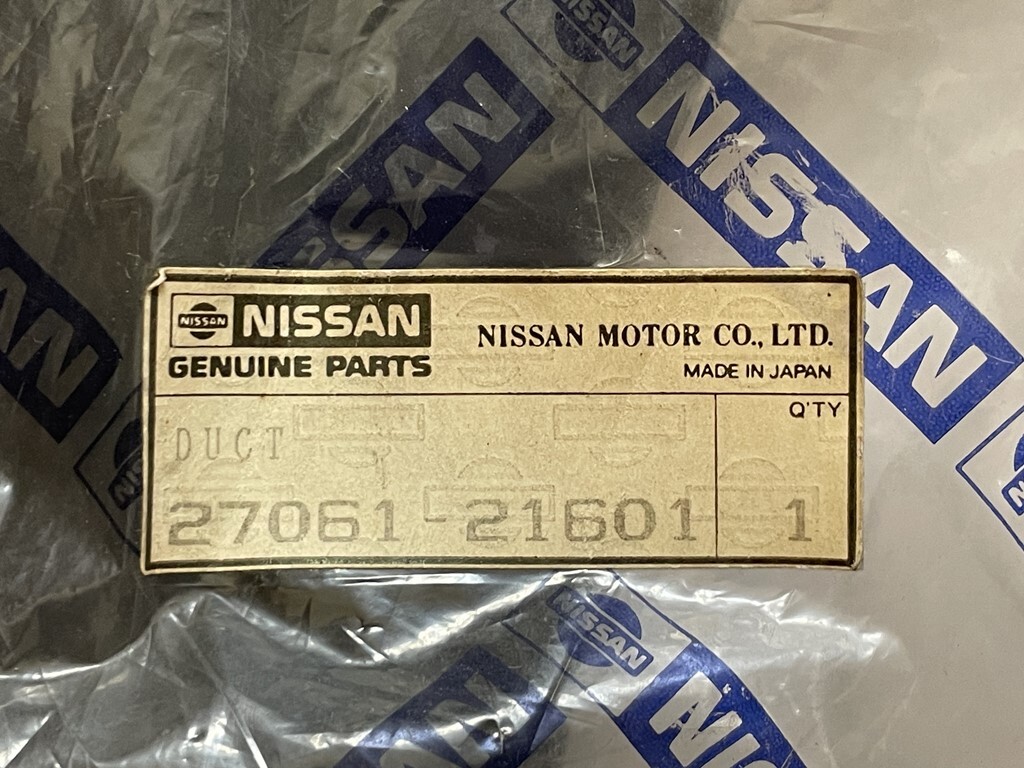 NISSAN
NISSAN
NISSAN
NISSAN
NISSAN NISSAN
GENUINE PARTS
NISSAN MOTOR CO., LTD.
MADE IN JAPAN
Q'TY
DUCT
27061-21601 1
NISSAN